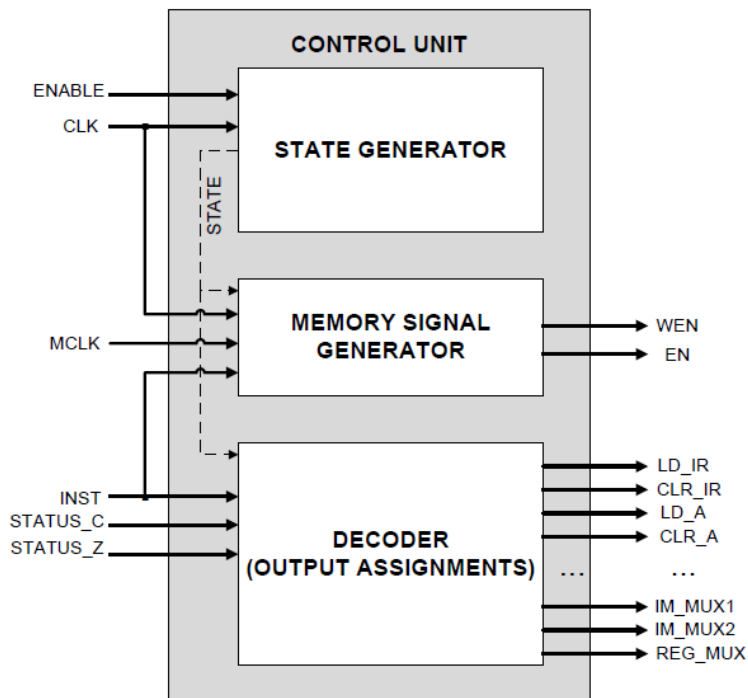 CONTROL UNIT
ENABLE
CLK
STATE GENERATOR
STATE
MCLK
MEMORY SIGNAL
GENERATOR
WEN
EN
INST
STATUS_C
STATUS_Z
DECODER
(OUTPUT ASSIGNMENTS)
LD_IR
CLR_IR
LD_A
CLR_A
... ...
IM_MUX1
IM_MUX2
REG_MUX